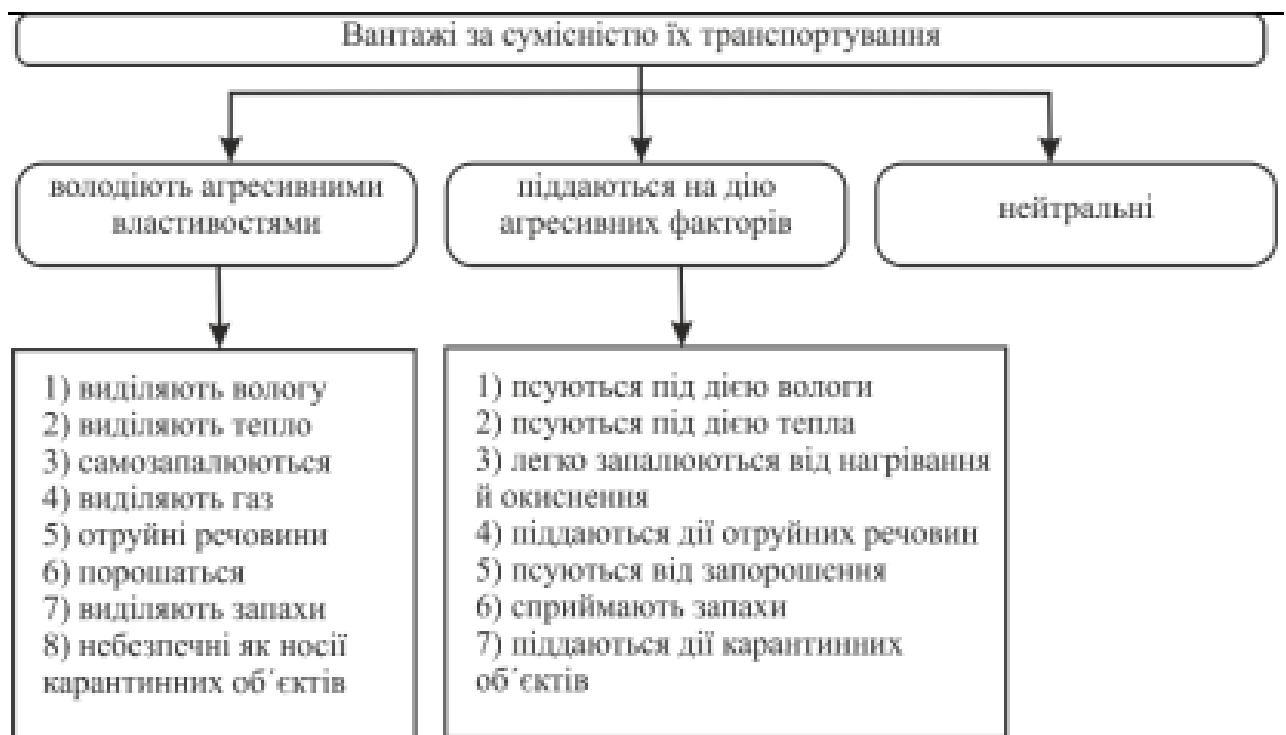 Вантажі за сумісністю їх транспортування
володіють агресивними
властивостями
піддаються на дію
агресивних факторів
нейтральні
1) виділяють вологу
2) виділяють тепло
3) самозапалюються
4) виділяють газ
5) отруйні речовини
6) порошаться
7) виділяють запахи
8) небезпечні як носії
карантинних об´єктів
1) псуються під дією вологи
2) псуються під дією тепла
3) легко запалюються від нагрівання
й окиснення
4) піддаються дії отруйних речовин
5) псуються від запорошення
6) сприймають запахи
7) піддаються дії карантинних
об´єктів